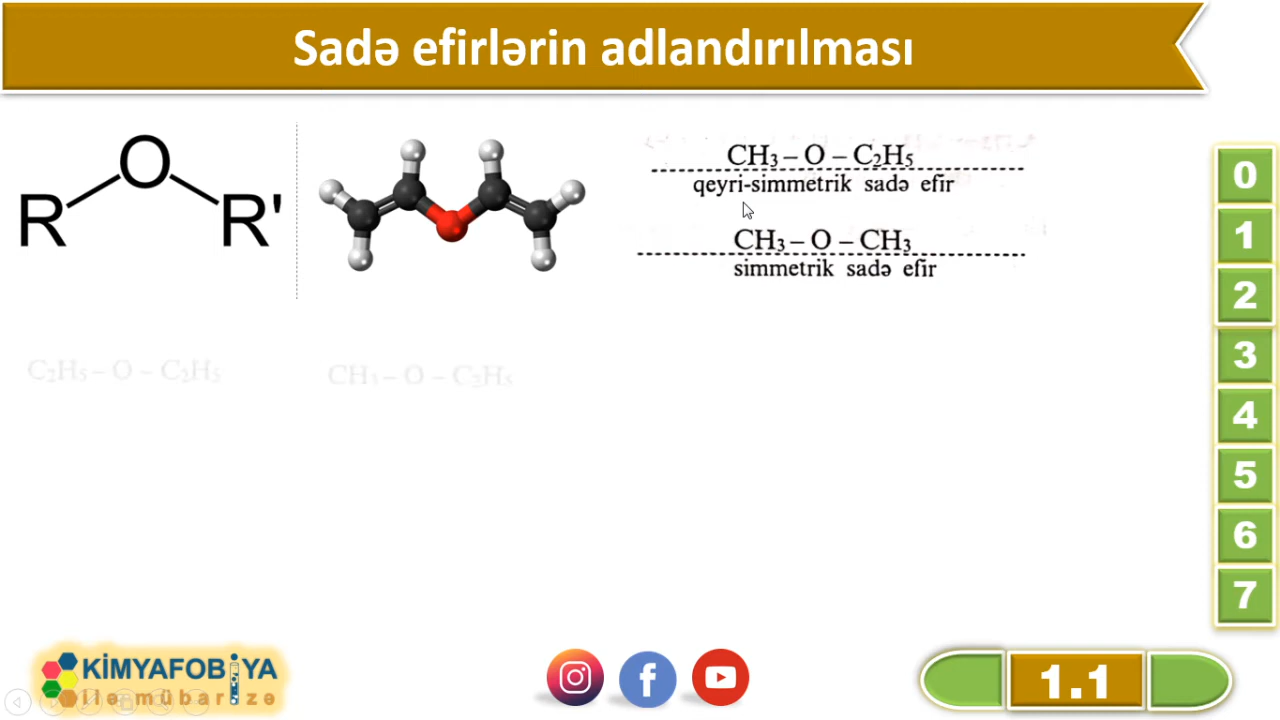 Sadə efirlərin adlandırılması
O
R R'
CH₃ – O – C₂H₅
qeyri-simmetrik sadə efir
CH₃ – O – CH₃
simmetrik sadə efir
C₂H₅ – O – C₂H₅
CH₃ – O – C₂H₅
0
1
2
3
4
5
6
7
KİMYAFOBİYA
ilə mübarizə
1.1